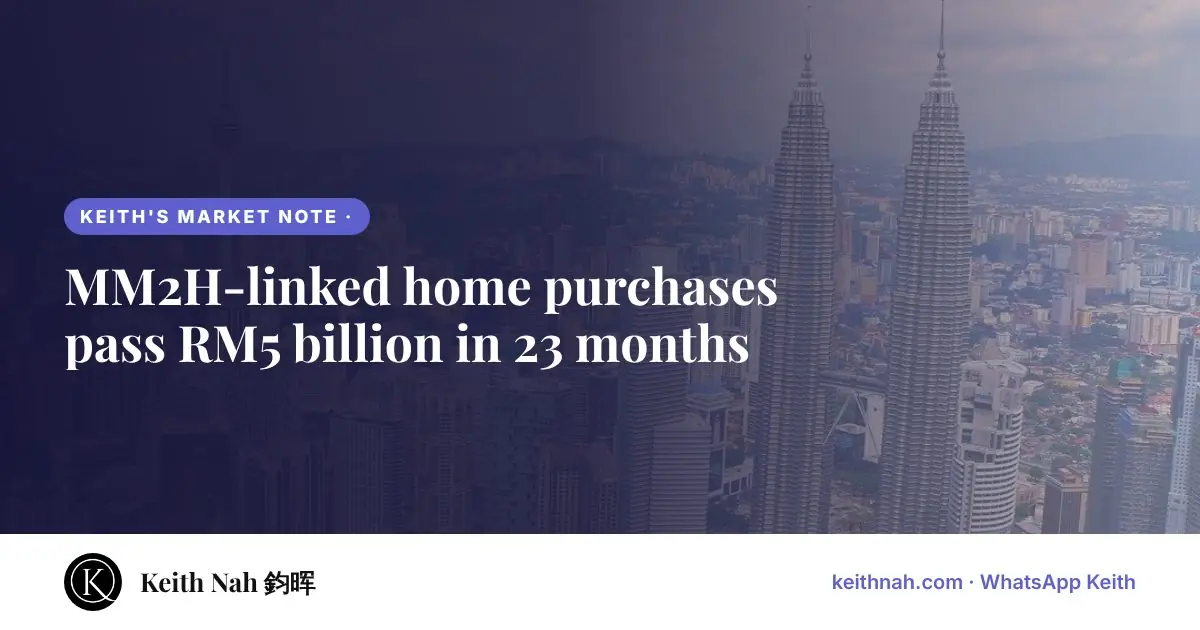 KEITH'S MARKET NOTE ·
MM2H-linked home purchases
pass RM5 billion in 23 months
K
Keith Nah 鈞晖
keithnah.com · WhatsApp Keith